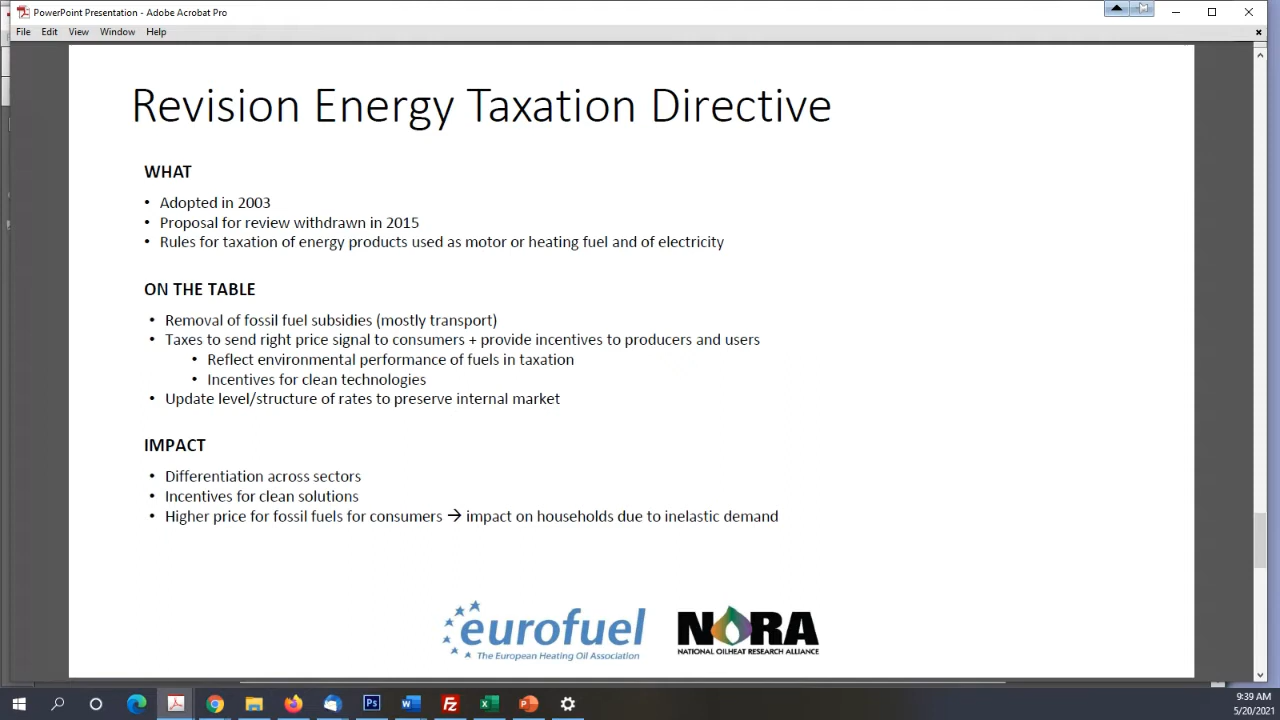 PowerPoint Presentation - Adobe Acrobat Pro
File Edit View Window Help
Revision Energy Taxation Directive
WHAT
• Adopted in 2003
• Proposal for review withdrawn in 2015
• Rules for taxation of energy products used as motor or heating fuel and of electricity
ON THE TABLE
• Removal of fossil fuel subsidies (mostly transport)
• Taxes to send right price signal to consumers + provide incentives to producers and users
• Reflect environmental performance of fuels in taxation
• Incentives for clean technologies
• Update level/structure of rates to preserve internal market
IMPACT
• Differentiation across sectors
• Incentives for clean solutions
• Higher price for fossil fuels for consumers → impact on households due to inelastic demand
eurofuel
The European Heating Oil Association
NORA
NATIONAL OILHEAT RESEARCH ALLIANCE
Ps
9:39 AM
5/20/2021